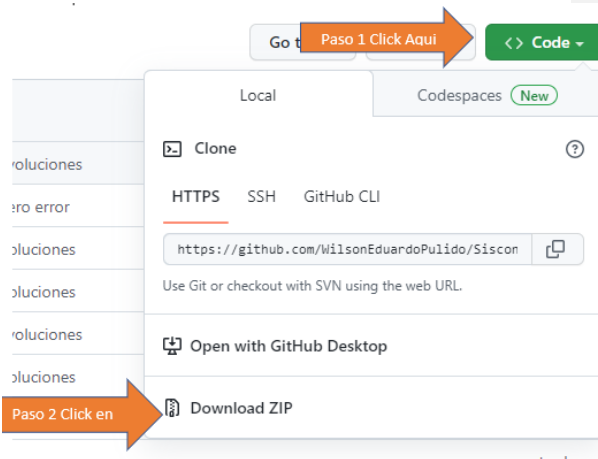 Go t
Paso 1 Click Aqui
<> Code
Local
Codespaces
New
Clone
HTTPS
SSH
GitHub CLI
https://github.com/WilsonEduardoPulido/Siscon
Use Git or checkout with SVN using the web URL.
Open with GitHub Desktop
Download ZIP
Paso 2 Click en
voluciones
ero error
oluciones
oluciones
voluciones
oluciones